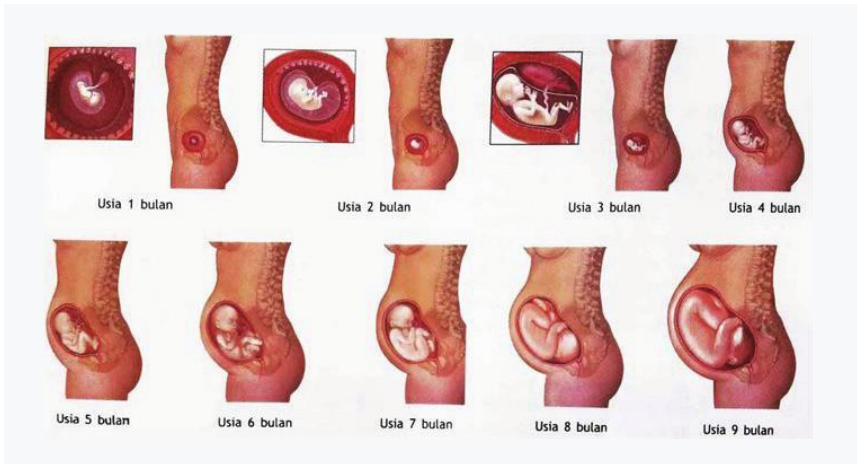 Usia 1 bulan
Usia 2 bulan
Usia 3 bulan
Usia 4 bulan
Usia 5 bulan
Usia 6 bulan
Usia 7 bulan
Usia 8 bulan
Usia 9 bulan